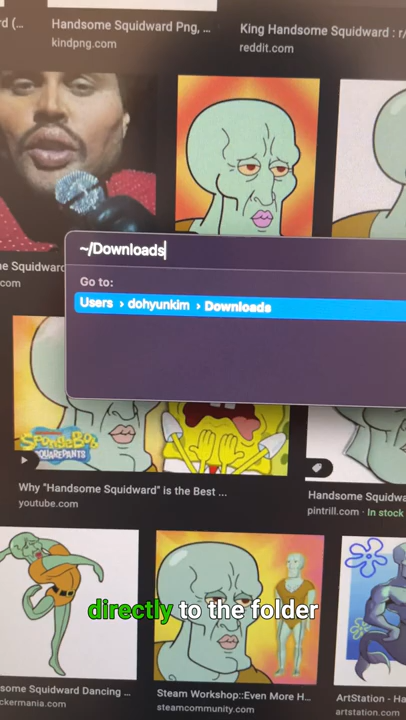 rd (…
Handsome Squidward Png, …
kindpng.com
King Handsome Squidward : r/
reddit.com
~/Downloads
e Squidward
com
Go to:
Users › dohyunkim › Downloads
SpongeBob
SQUAREPANTS
Why "Handsome Squidward" is the Best ...
youtube.com
Handsome Squidwa
pintrill.com · In stock
directly to the folder
some Squidward Dancing ...
ckermania.com
Steam Workshop::Even More H...
steamcommunity.com
ArtStation - Ha
artstation.com